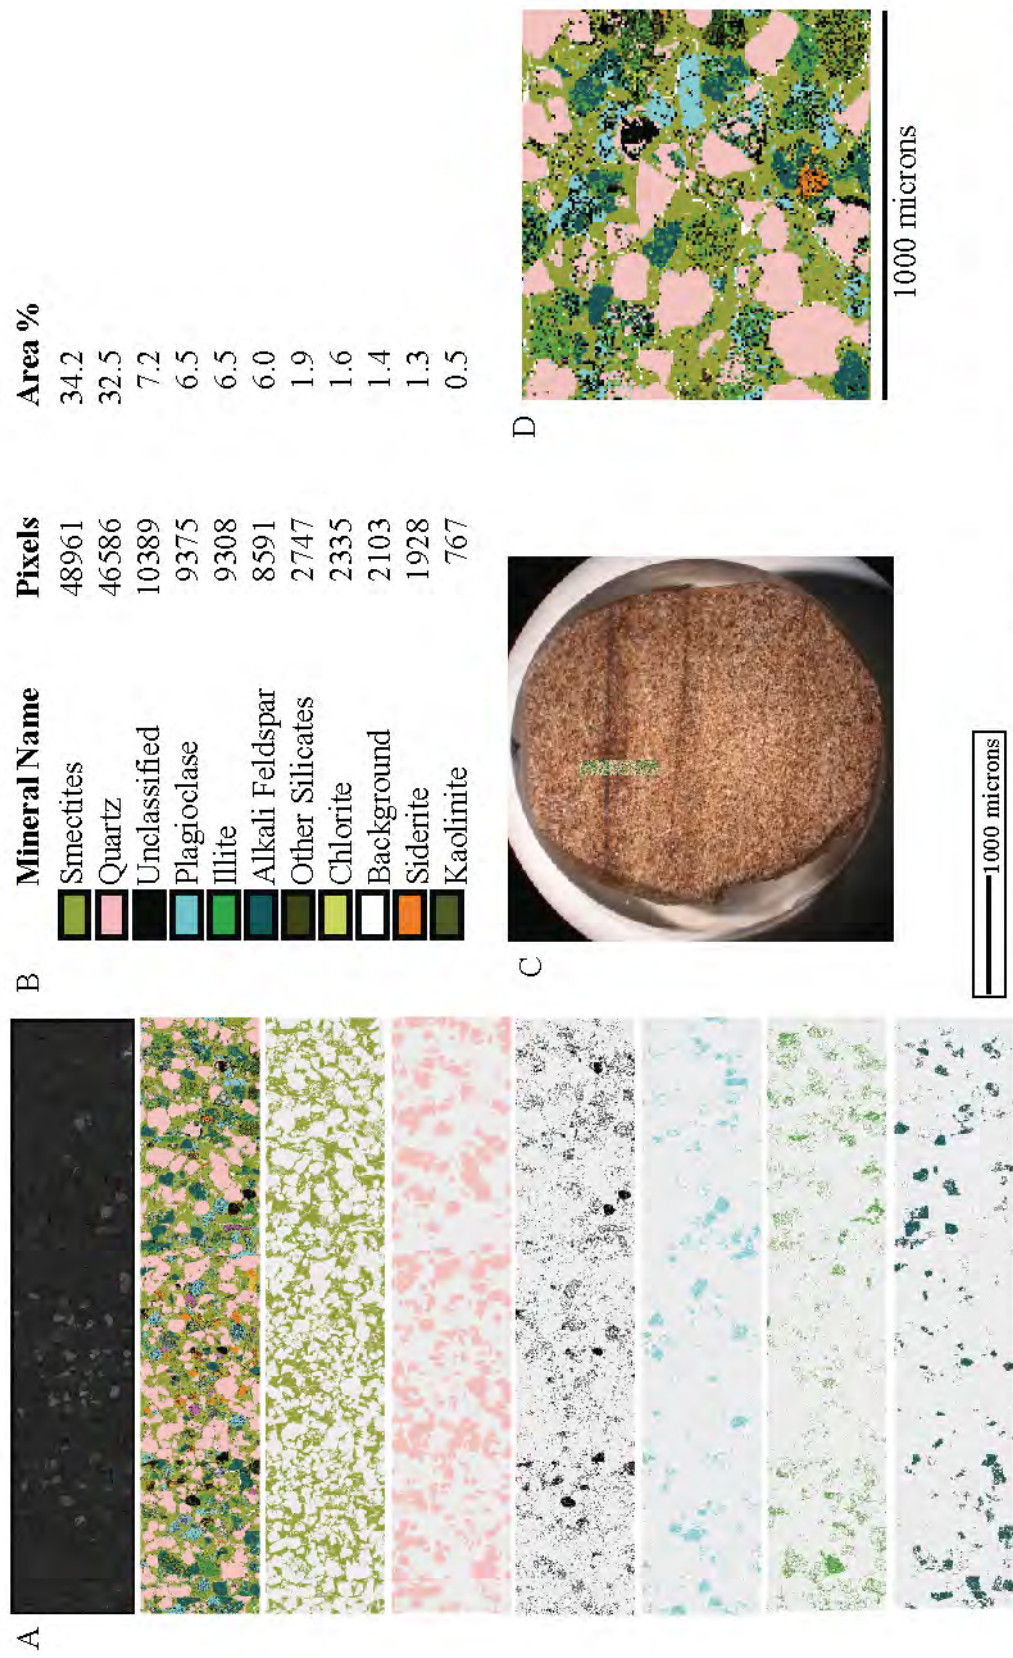 A
B
Mineral Name Pixels Area %
Smectites 48961 34.2
Quartz 46586 32.5
Unclassified 10389 7.2
Plagioclase 9375 6.5
Illite 9308 6.5
Alkali Feldspar 8591 6.0
Other Silicates 2747 1.9
Chlorite 2335 1.6
Background 2103 1.4
Siderite 1928 1.3
Kaolinite 767 0.5
C
D
1000 microns
1000 microns